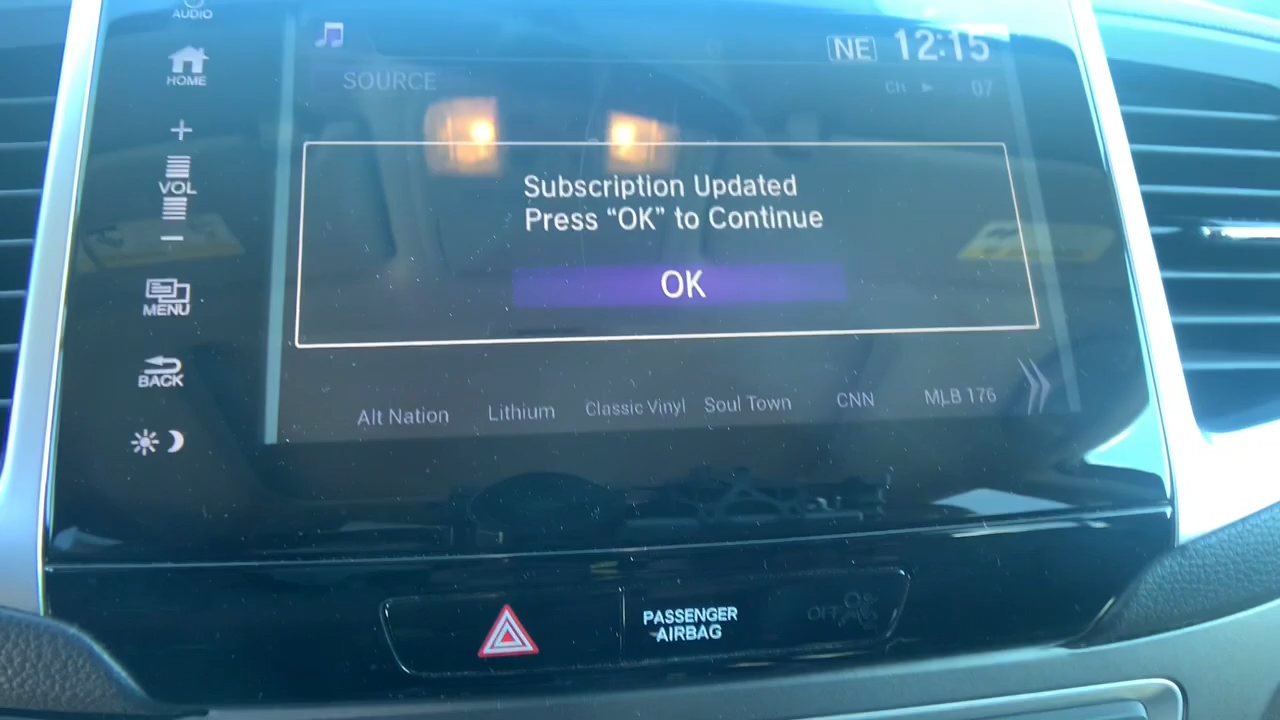 AUDIO
HOME
VOL
MENU
BACK
NE 12:15
SOURCE
CH 07
Subscription Updated
Press “OK” to Continue
OK
Alt Nation Lithium Classic Vinyl Soul Town CNN MLB 176
PASSENGER
AIRBAG
OFF